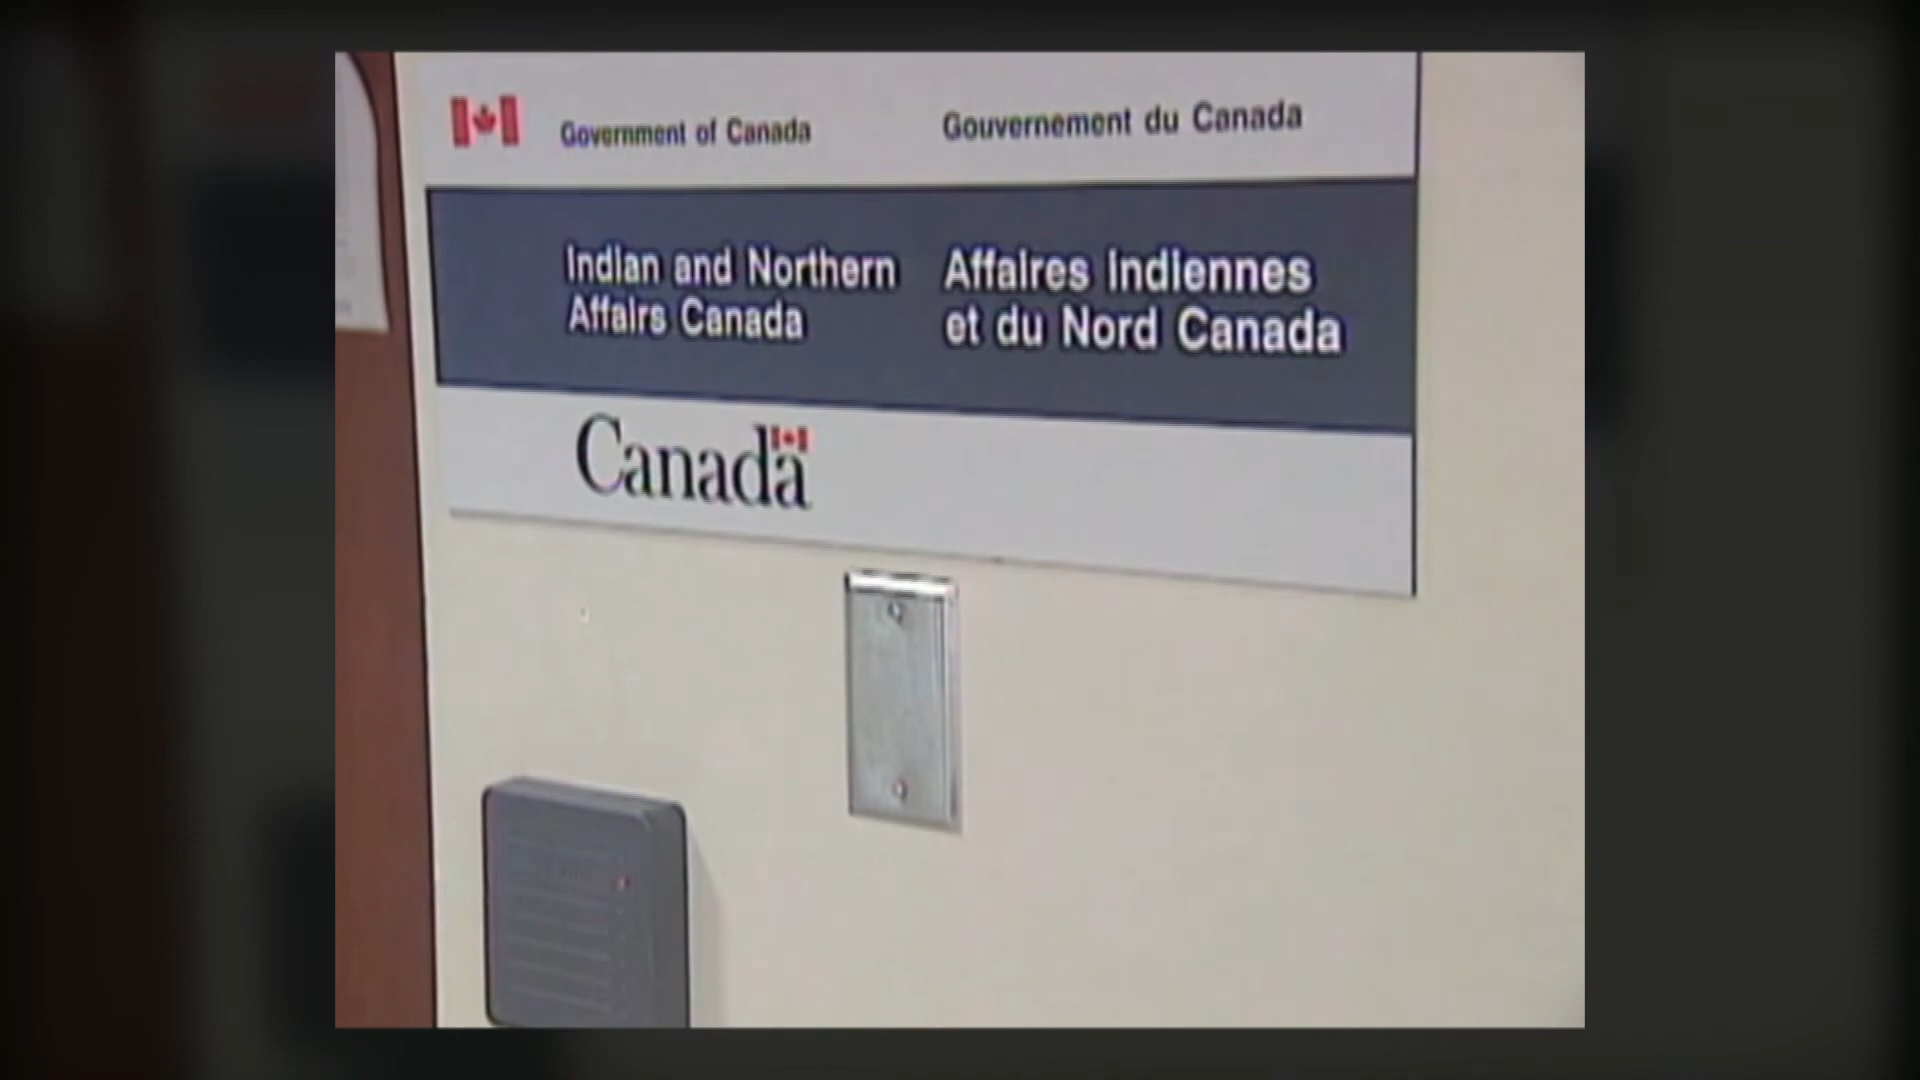 Government of Canada
Gouvernement du Canada
Indian and Northern
Affairs Canada
Affaires indiennes
et du Nord Canada
Canada